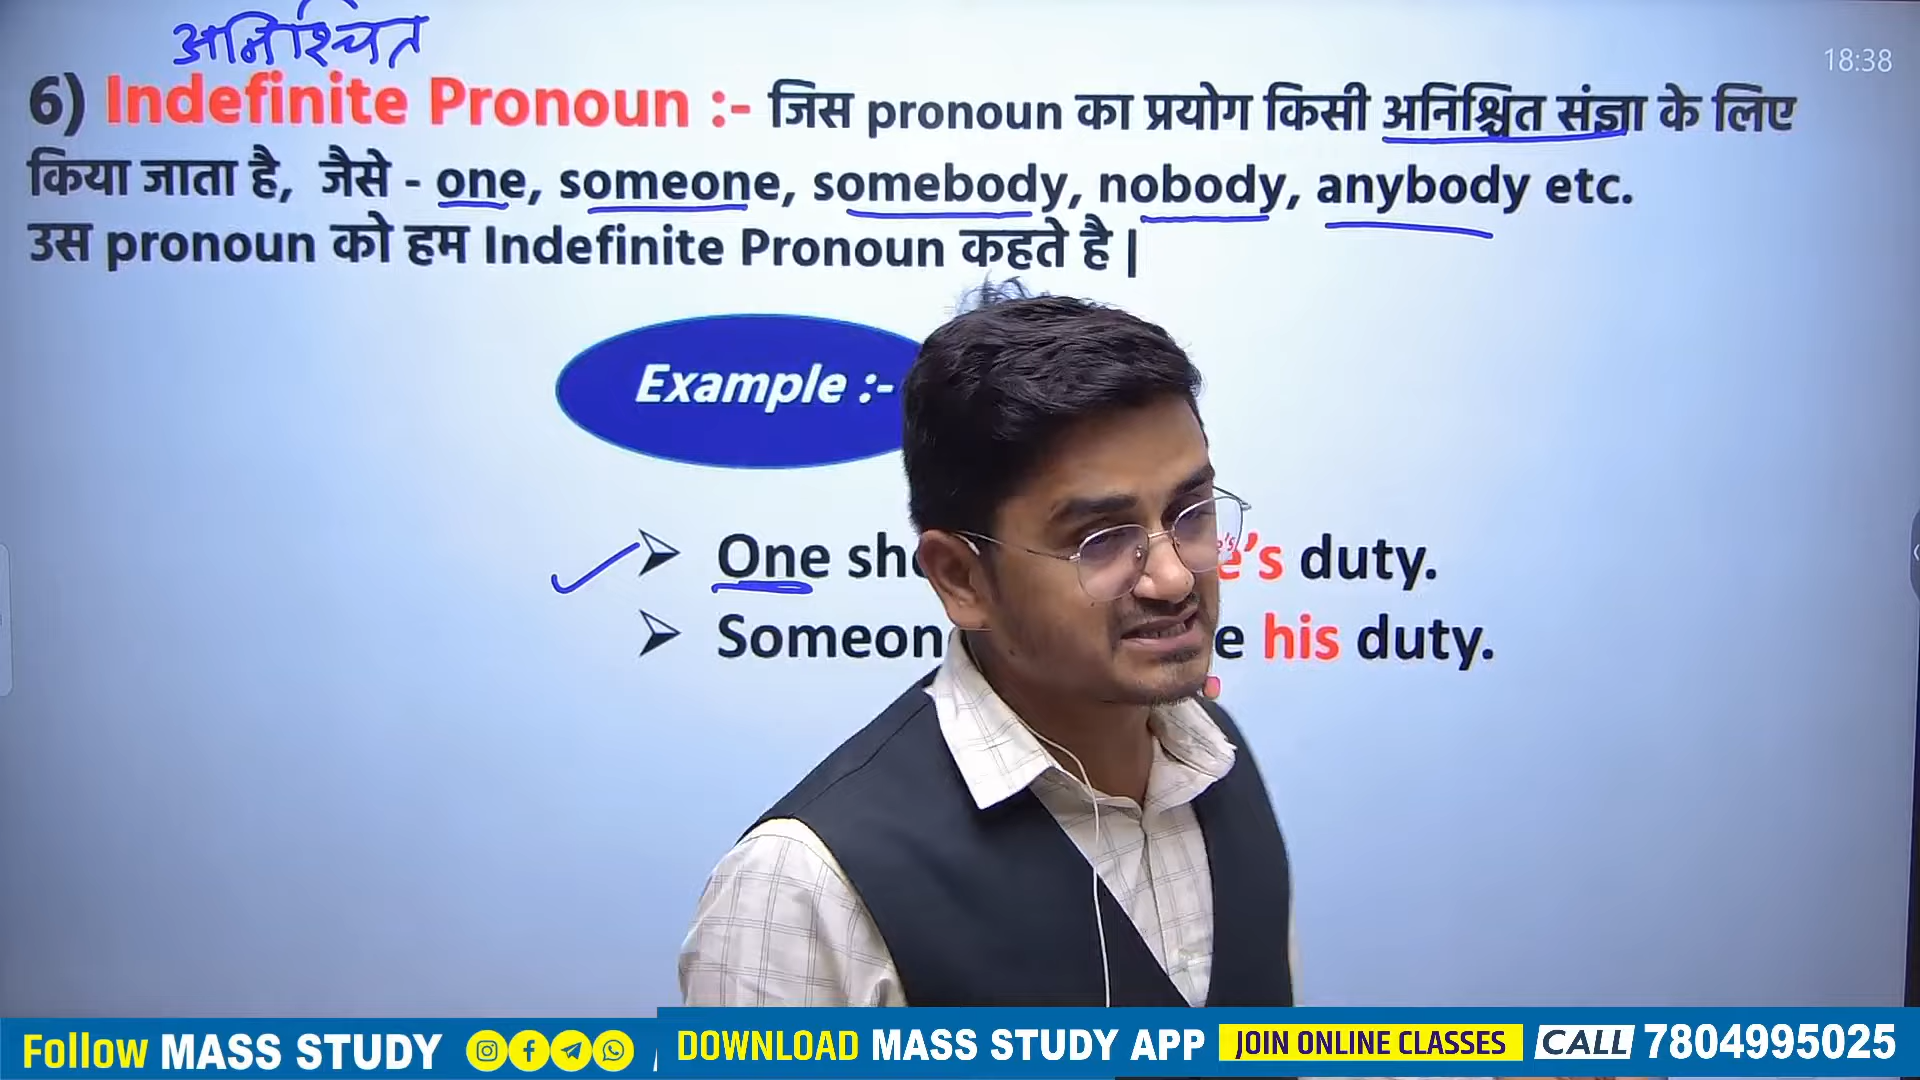 अनिश्चित
18:38
6) Indefinite Pronoun :- जिस pronoun का प्रयोग किसी अनिश्चित संज्ञा के लिए
किया जाता है, जैसे - one, someone, somebody, nobody, anybody etc.
उस pronoun को हम Indefinite Pronoun कहते है |
Example :-
One duty.
his duty.
Follow MASS STUDY DOWNLOAD MASS STUDY APP JOIN ONLINE CLASSES CALL 7804995025